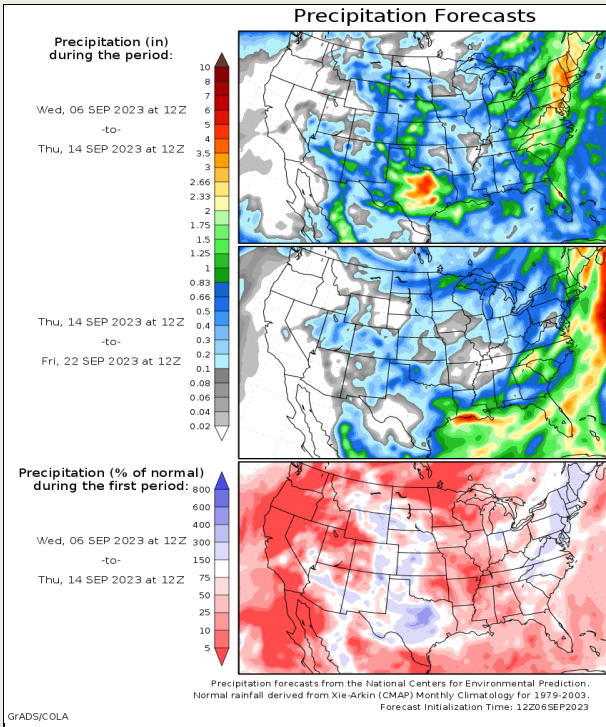 Precipitation Forecasts
Precipitation (in)
during the period:
Wed, 06 SEP 2023 at 12Z
-to-
Thu, 14 SEP 2023 at 12Z
10
8
7
6
5
4
3.5
3
2.66
2.33
2
1.75
1.5
1.25
1
0.83
0.66
0.5
0.4
0.3
0.2
0.1
0.08
0.06
0.04
0.02
Thu, 14 SEP 2023 at 12Z
-to-
Fri, 22 SEP 2023 at 12Z
Precipitation (% of normal)
during the first period:
Wed, 06 SEP 2023 at 12Z
-to-
Thu, 14 SEP 2023 at 12Z
800
600
400
300
150
75
50
25
10
5
Precipitation forecasts from the National Centers for Environmental Prediction.
Normal rainfall derived from Xie-Arkin (CMAP) Monthly Climatology for 1979-2003.
Forecast Initialization Time: 12Z06SEP2023
GrADS/COLA